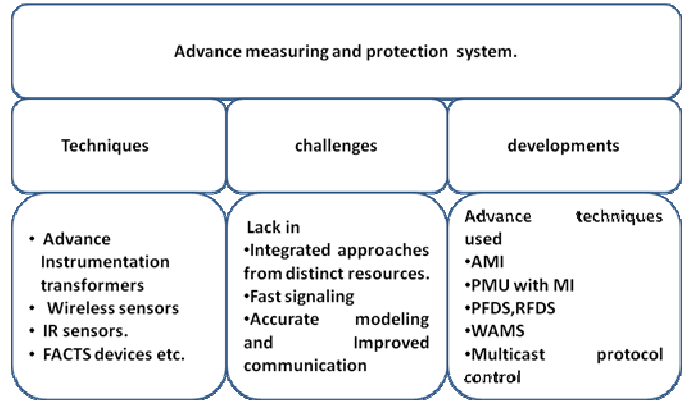 Advance measuring and protection system.
Techniques
challenges
developments
• Advance
Instrumentation
transformers
• Wireless sensors
• IR sensors.
• FACTS devices etc.
Lack in
•Integrated approaches
from distinct resources.
•Fast signaling
•Accurate modeling
and Improved
communication
Advance techniques
used
•AMI
•PMU with MI
•PFDS,RFDS
•WAMS
•Multicast protocol
control